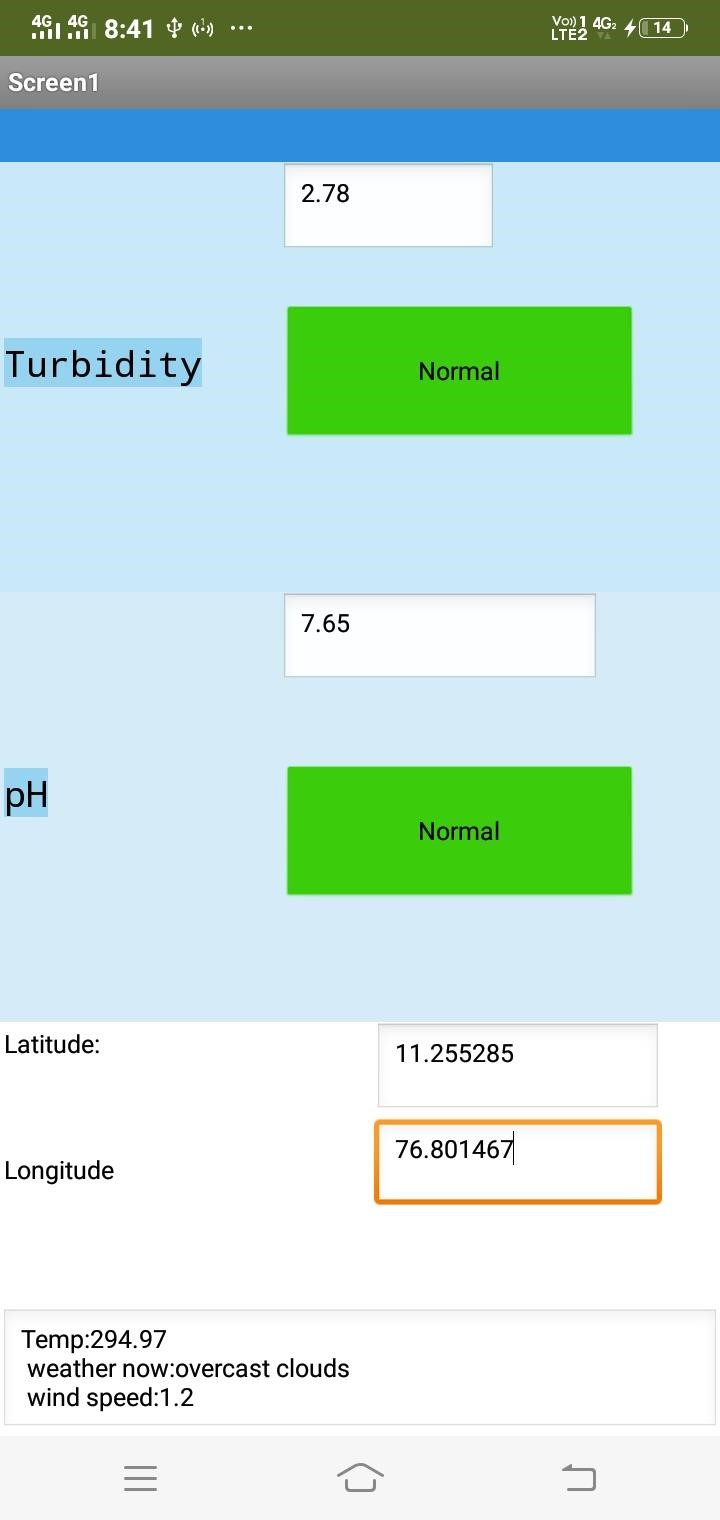 4G 4G 8:41 ... Vo)) 1 4G2 14
LTE2
Screen1
2.78
Turbidity
Normal
7.65
pH
Normal
Latitude:
11.255285
Longitude
76.801467
Temp:294.97
weather now:overcast clouds
wind speed:1.2